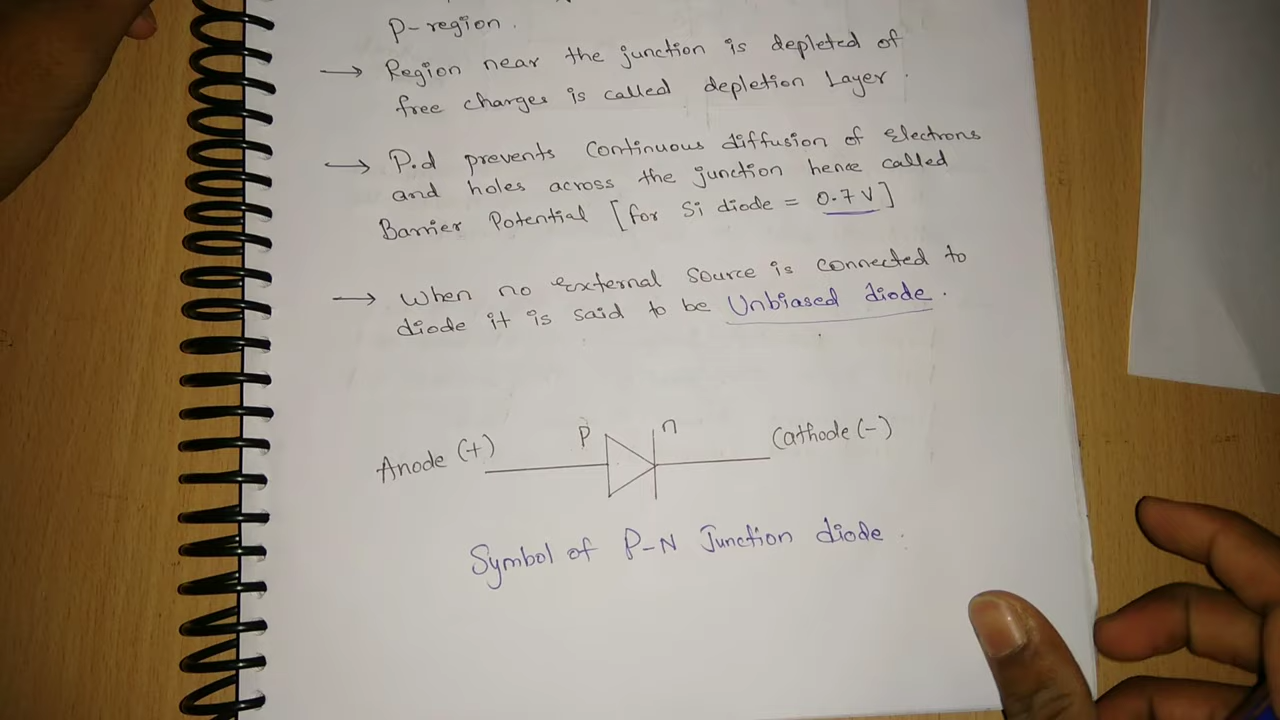 P-region.
→ Region near the junction is depleted of
free charges is called depletion Layer.
→ P.d prevents Continuous diffusion of electrons
and holes across the junction hence called
Barrier Potential [for Si diode = 0.7 V]
→ When no external source is connected to
diode it is said to be Unbiased diode.
Anode (+) P n Cathode (-)
Symbol of P-N Junction diode.